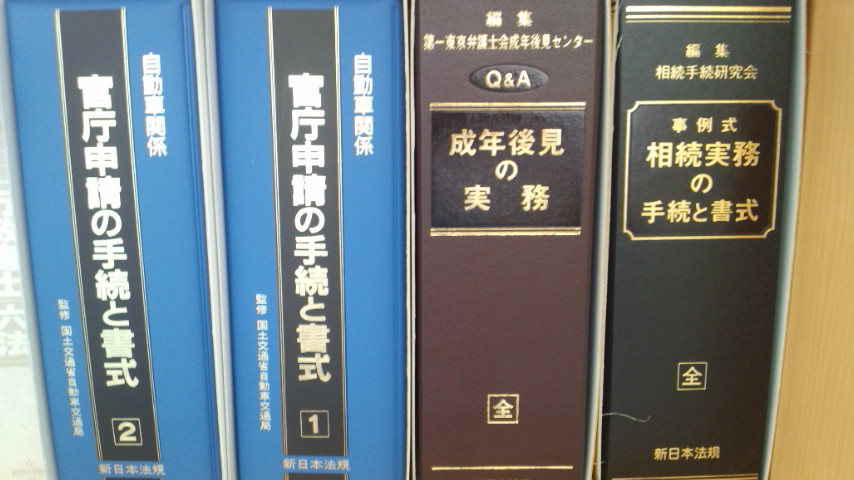 自動車関係
官庁申請の手続と書式
監修 国土交通省自動車交通局
2
新日本法規
自動車関係
官庁申請の手続と書式
監修 国土交通省自動車交通局
1
新日本法規
編集
第一東京弁護士会成年後見センター
Q&A
成年後見
の
実務
全
編集
相続手続研究会
事例式
相続実務
の
手続と書式
全
新日本法規